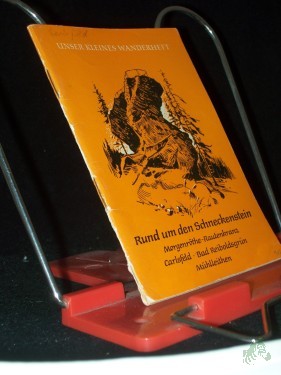 UNSER KLEINES WANDERHEFT
Rund um den Schneckenstein
Morgenröthe-Rautenkranz
Carlsfeld · Bad Reiboldsgrün
Mühlleithen